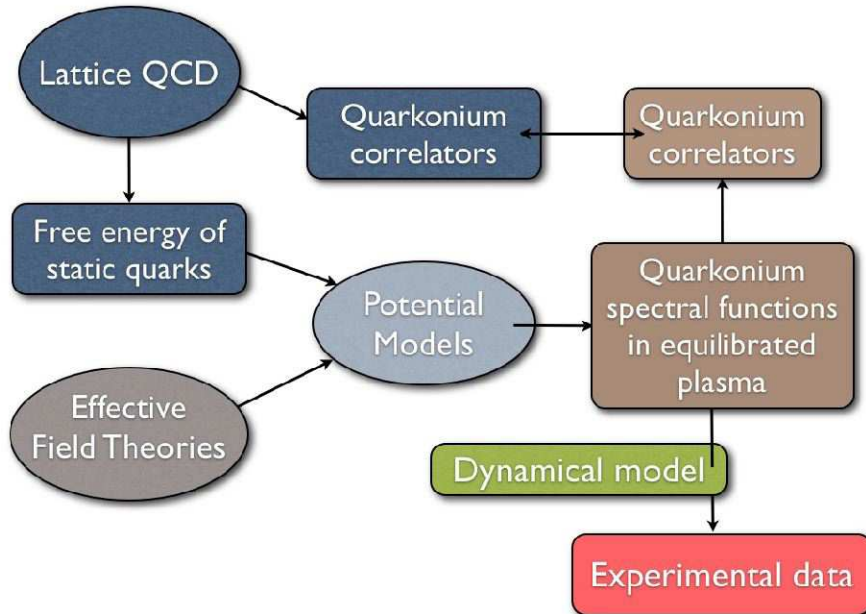 Lattice QCD
Quarkonium
correlators
Quarkonium
correlators
Free energy of
static quarks
Potential
Models
Quarkonium
spectral functions
in equilibrated
plasma
Effective
Field Theories
Dynamical model
Experimental data